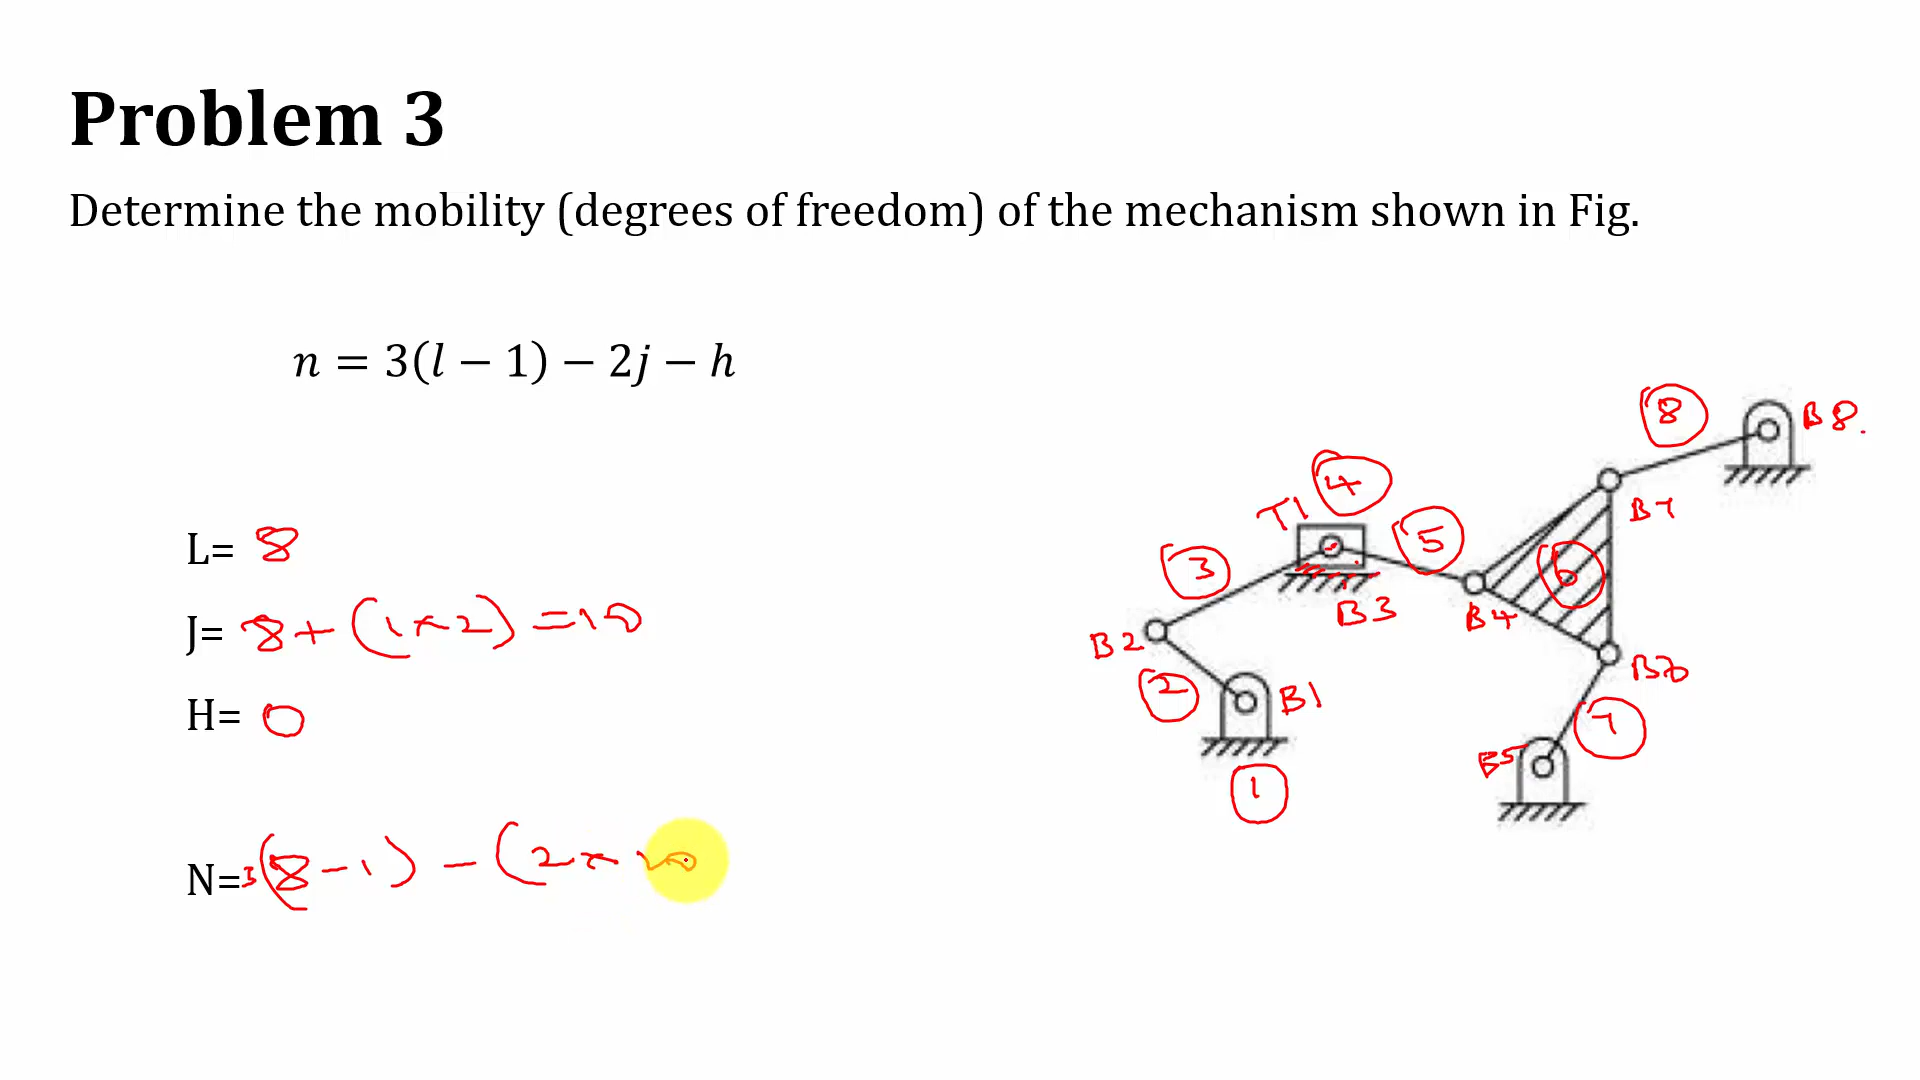 Problem 3
Determine the mobility (degrees of freedom) of the mechanism shown in Fig.
n = 3(l − 1) − 2j − h
L= 8
J= 8+(1×2)=10
H= 0
N=3(8-1)-(2×10
8
B8.
4
T1
B7
5
3
6
B3
B4
B2
B6
2
B1
7
B5
1